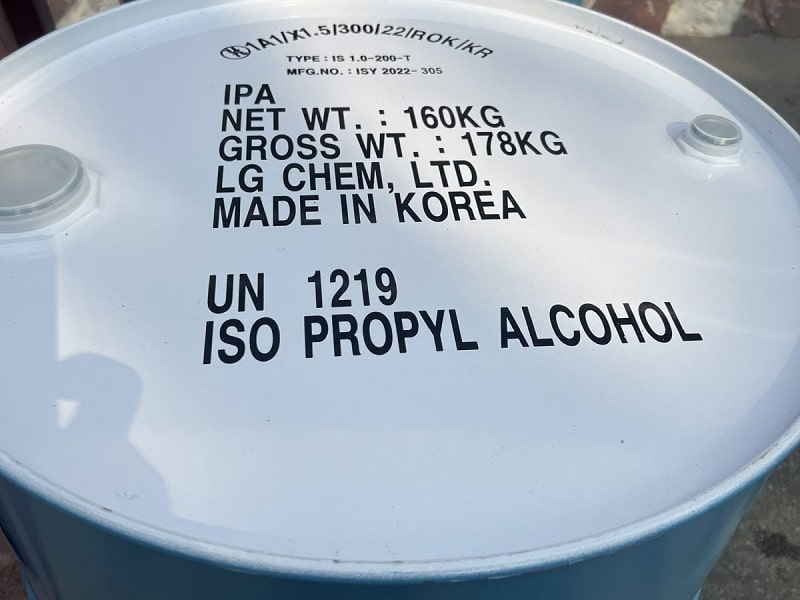 1A1/X1.5/300/22/ROK/KR
TYPE : IS 1.0-200-T
MFG.NO. : ISY 2022- 305
IPA
NET WT. : 160KG
GROSS WT. : 178KG
LG CHEM, LTD.
MADE IN KOREA
UN 1219
ISO PROPYL ALCOHOL